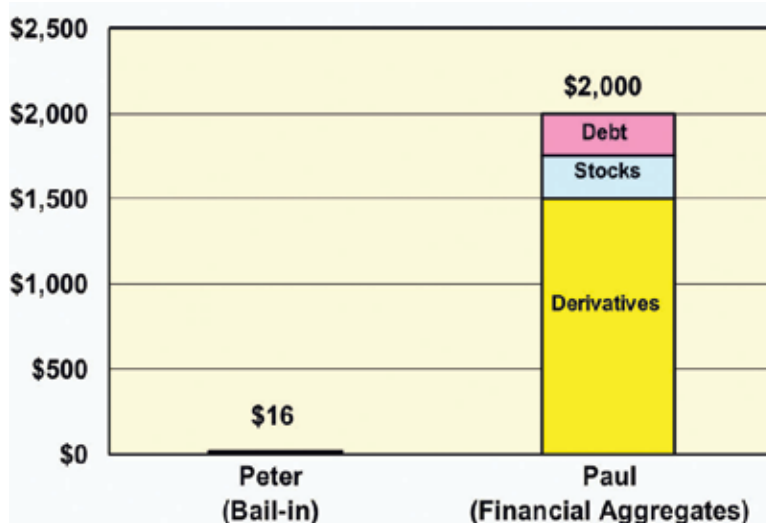 $2,500
$2,000
$2,000
Debt
Stocks
$1,500
$1,000
Derivatives
$500
$16
$0
Peter
(Bail-in)
Paul
(Financial Aggregates)